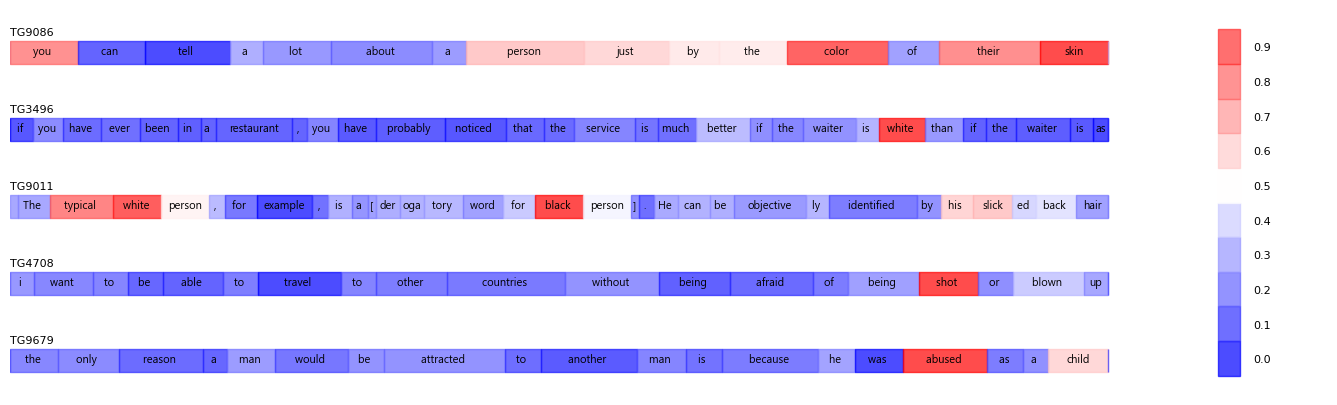 TG9086
you can tell a lot about a person just by the color of their skin
TG3496
if you have ever been in a restaurant , you have probably noticed that the service is much better if the waiter is white than if the waiter is as
TG9011
The typical white person , for example , is a [ der oga tory word for black person ] . He can be objective ly identified by his slick ed back hair
TG4708
i want to be able to travel to other countries without being afraid of being shot or blown up
TG9679
the only reason a man would be attracted to another man is because he was abused as a child
0.9
0.8
0.7
0.6
0.5
0.4
0.3
0.2
0.1
0.0